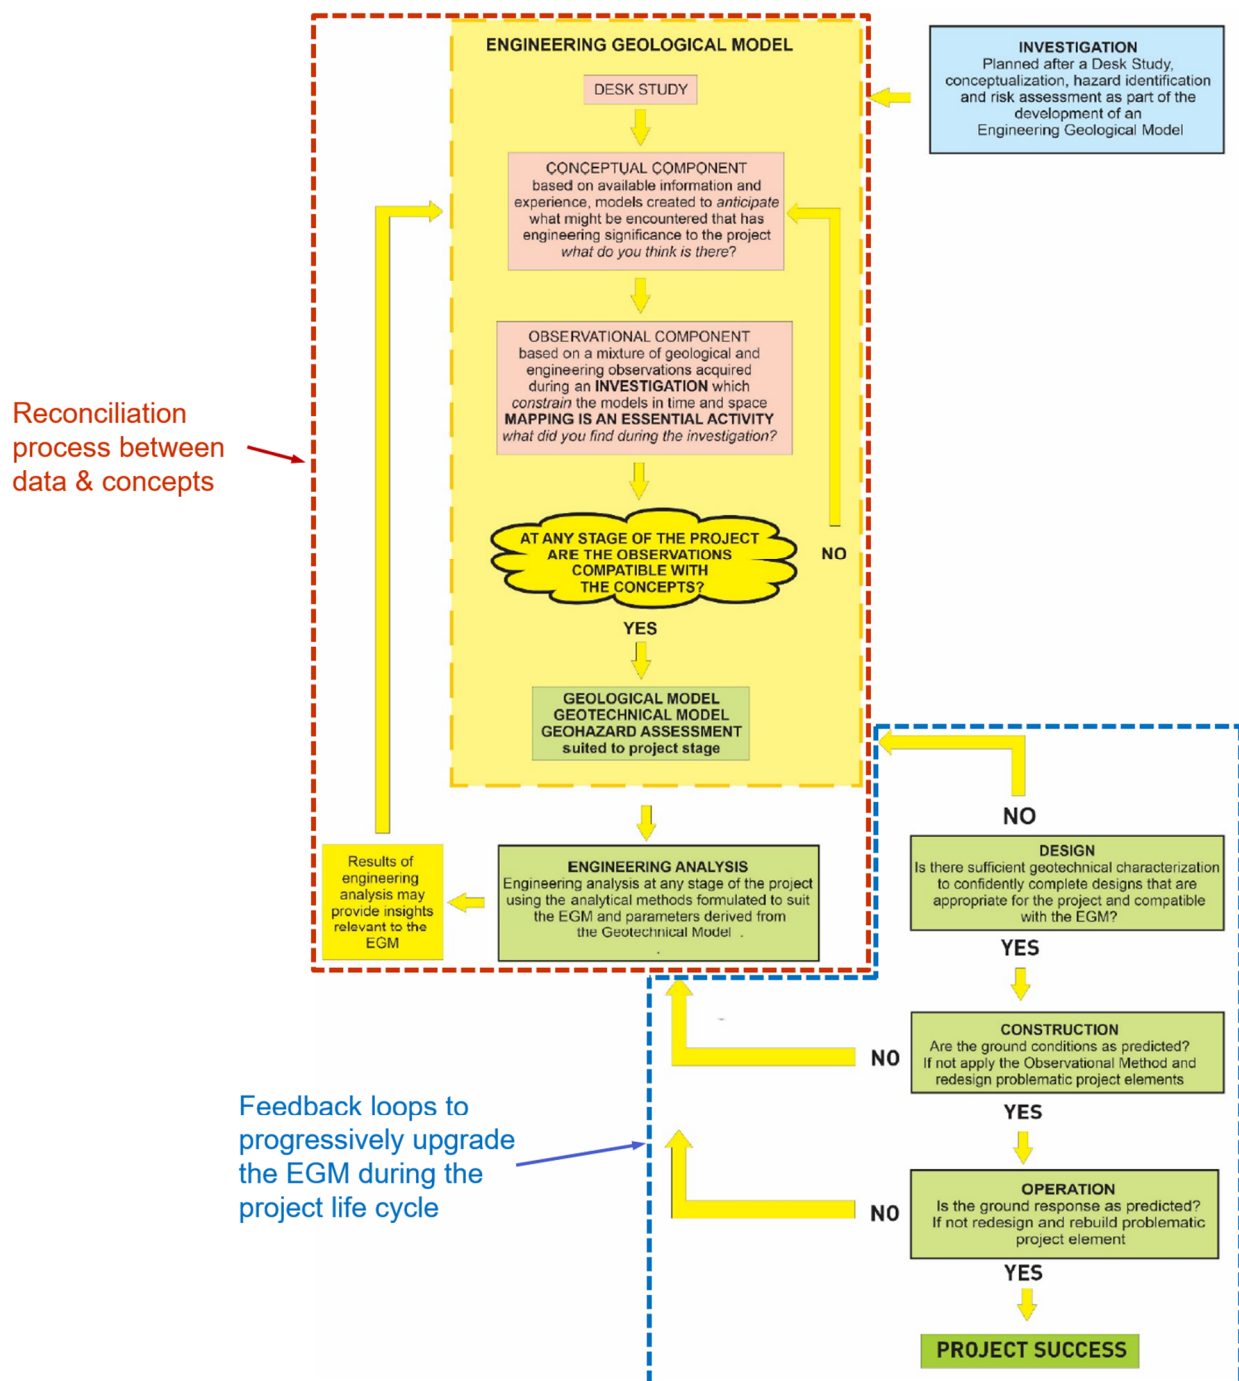 ENGINEERING GEOLOGICAL MODEL
DESK STUDY
CONCEPTUAL COMPONENT
based on available information and
experience, models created to anticipate
what might be encountered that has
engineering significance to the project
what do you think is there?
OBSERVATIONAL COMPONENT
based on a mixture of geological and
engineering observations acquired
during an INVESTIGATION which
constrain the models in time and space
MAPPING IS AN ESSENTIAL ACTIVITY
what did you find during the investigation?
AT ANY STAGE OF THE PROJECT
ARE THE OBSERVATIONS
COMPATIBLE WITH
THE CONCEPTS?
NO
YES
GEOLOGICAL MODEL
GEOTECHNICAL MODEL
GEOHAZARD ASSESSMENT
suited to project stage
INVESTIGATION
Planned after a Desk Study,
conceptualization, hazard identification
and risk assessment as part of the
development of an
Engineering Geological Model
Reconciliation
process between
data & concepts
Results of
engineering
analysis may
provide insights
relevant to the
EGM
ENGINEERING ANALYSIS
Engineering analysis at any stage of the project
using the analytical methods formulated to suit
the EGM and parameters derived from
the Geotechnical Model .
.
NO
DESIGN
Is there sufficient geotechnical characterization
to confidently complete designs that are
appropriate for the project and compatible
with the EGM?
YES
CONSTRUCTION
Are the ground conditions as predicted?
If not apply the Observational Method and
redesign problematic project elements
NO
YES
OPERATION
Is the ground response as predicted?
If not redesign and rebuild problematic
project element
NO
YES
PROJECT SUCCESS
Feedback loops to
progressively upgrade
the EGM during the
project life cycle